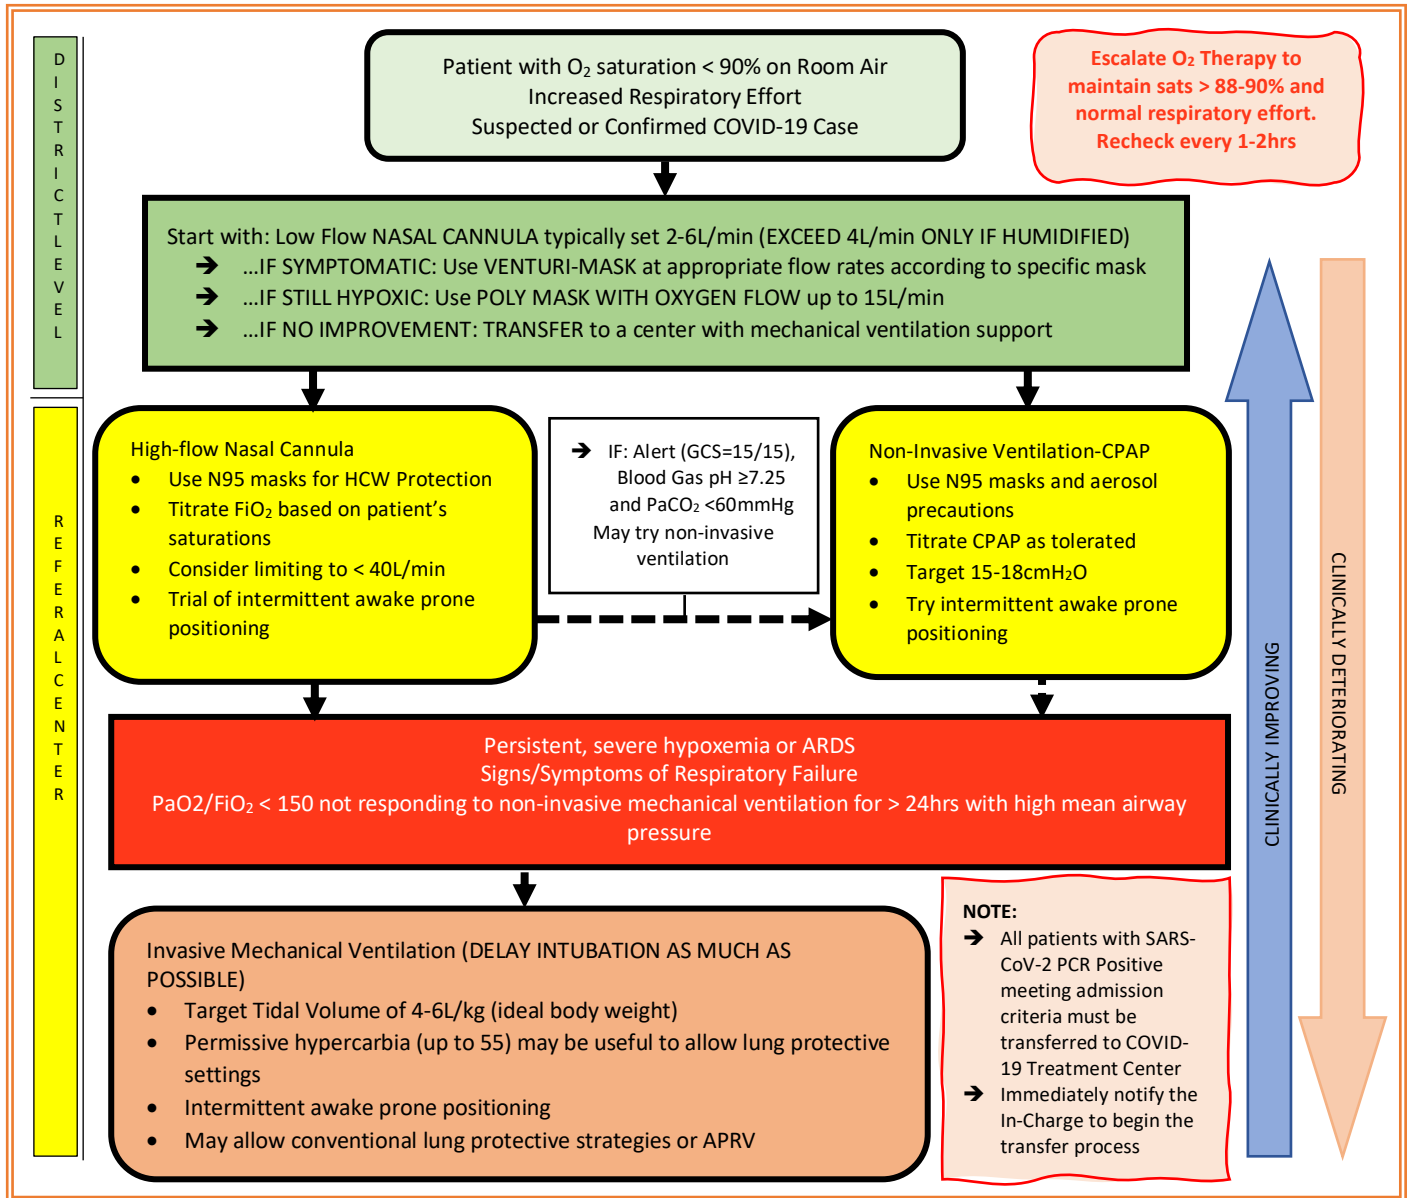 DISTRICTLEVEL
Patient with O₂ saturation < 90% on Room Air
Increased Respiratory Effort
Suspected or Confirmed COVID-19 Case
Escalate O₂ Therapy to
maintain sats > 88-90% and
normal respiratory effort.
Recheck every 1-2hrs
Start with: Low Flow NASAL CANNULA typically set 2-6L/min (EXCEED 4L/min ONLY IF HUMIDIFIED)
➔ …IF SYMPTOMATIC: Use VENTURI-MASK at appropriate flow rates according to specific mask
➔ …IF STILL HYPOXIC: Use POLY MASK WITH OXYGEN FLOW up to 15L/min
➔ …IF NO IMPROVEMENT: TRANSFER to a center with mechanical ventilation support
REFERALCENTER
High-flow Nasal Cannula
• Use N95 masks for HCW Protection
• Titrate FiO₂ based on patient's
saturations
• Consider limiting to < 40L/min
• Trial of intermittent awake prone
positioning
➔ IF: Alert (GCS=15/15),
Blood Gas pH ≥7.25
and PaCO₂ <60mmHg
May try non-invasive
ventilation
Non-Invasive Ventilation-CPAP
• Use N95 masks and aerosol
precautions
• Titrate CPAP as tolerated
• Target 15-18cmH₂O
• Try intermittent awake prone
positioning
CLINICALLY IMPROVING
CLINICALLY DETERIORATING
Persistent, severe hypoxemia or ARDS
Signs/Symptoms of Respiratory Failure
PaO2/FiO₂ < 150 not responding to non-invasive mechanical ventilation for > 24hrs with high mean airway
pressure
Invasive Mechanical Ventilation (DELAY INTUBATION AS MUCH AS
POSSIBLE)
• Target Tidal Volume of 4-6L/kg (ideal body weight)
• Permissive hypercarbia (up to 55) may be useful to allow lung protective
settings
• Intermittent awake prone positioning
• May allow conventional lung protective strategies or APRV
NOTE:
➔ All patients with SARS-
CoV-2 PCR Positive
meeting admission
criteria must be
transferred to COVID-
19 Treatment Center
➔ Immediately notify the
In-Charge to begin the
transfer process